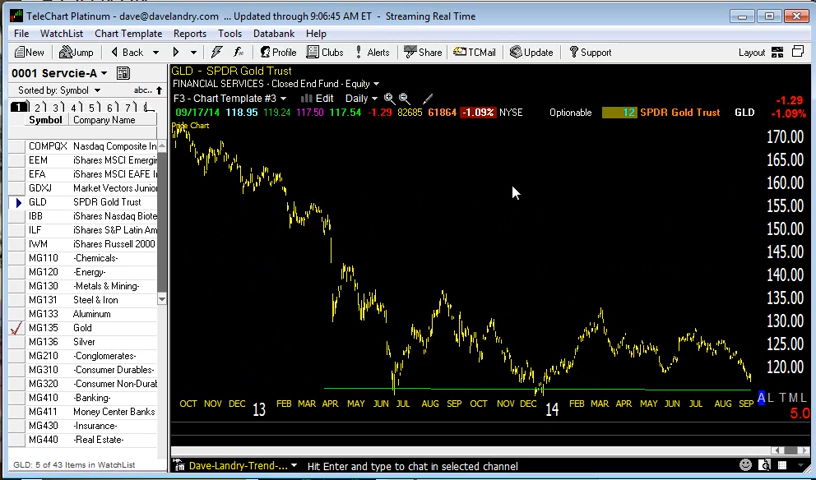 TeleChart Platinum - dave@davelandry.com ... Updated through 9:06:45 AM ET - Streaming Real Time
File WatchList Chart Template Reports Tools Databank Help
New Jump Back Profile Clubs Alerts Share TCMail Update Support Layout
0001 Servcie-A
Sorted by: Symbol abc..
1 2 3 4 5 6 7
Symbol Company Name
COMPQX Nasdaq Composite In
EEM iShares MSCI Emergin
EFA iShares MSCI EAFE In
GDXJ Market Vectors Junior
GLD SPDR Gold Trust
IBB iShares Nasdaq Biote
ILF iShares S&P Latin Am
IWM iShares Russell 2000
MG110 -Chemicals-
MG120 -Energy-
MG130 -Metals & Mining-
MG131 Steel & Iron
MG133 Aluminum
MG135 Gold
MG136 Silver
MG210 -Conglomerates-
MG310 -Consumer Durables-
MG320 -Consumer Non-Durab
MG410 -Banking-
MG411 Money Center Banks
MG430 -Insurance-
MG440 -Real Estate-
GLD: 5 of 43 Items in WatchList
GLD - SPDR Gold Trust
FINANCIAL SERVICES - Closed End Fund - Equity
F3 - Chart Template #3 Edit Daily
-1.29
09/17/14 118.95 119.24 117.50 117.54 -1.29 82685 61864 -1.09% NYSE Optionable 12 SPDR Gold Trust GLD -1.09%
Price Chart
170.00
165.00
160.00
155.00
150.00
145.00
140.00
135.00
130.00
125.00
120.00
A L T M L
OCT NOV DEC 13 FEB MAR APR MAY JUN JUL AUG SEP OCT NOV DEC 14 FEB MAR APR MAY JUN JUL AUG SEP
5.0
Dave-Landry-Trend-... Hit Enter and type to chat in selected channel